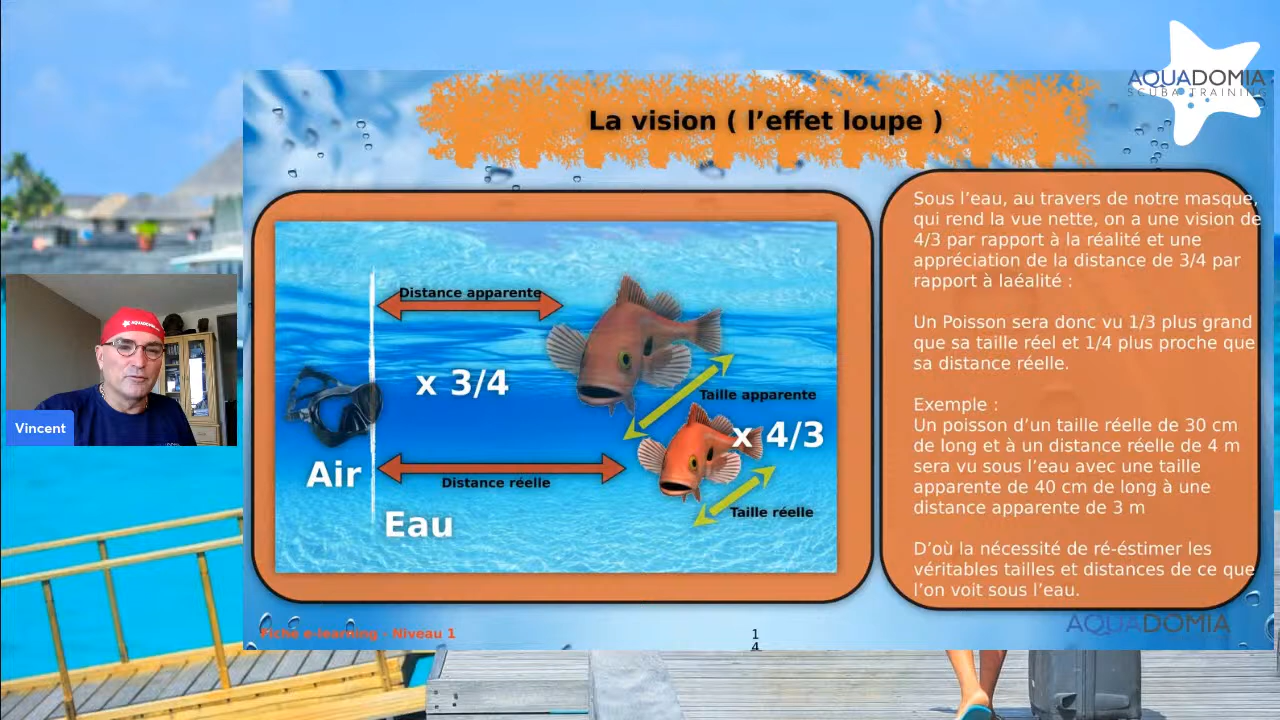 AQUADOMIA
SCUBA TRAINING
La vision ( l’effet loupe )
Distance apparente
x 3/4
Taille apparente
x 4/3
Air
Distance réelle
Taille réelle
Eau
Sous l’eau, au travers de notre masque,
qui rend la vue nette, on a une vision de
4/3 par rapport à la réalité et une
appréciation de la distance de 3/4 par
rapport à laéalité :
Un Poisson sera donc vu 1/3 plus grand
que sa taille réel et 1/4 plus proche que
sa distance réelle.
Exemple :
Un poisson d’un taille réelle de 30 cm
de long et à un distance réelle de 4 m
sera vu sous l’eau avec une taille
apparente de 40 cm de long à une
distance apparente de 3 m
D’où la nécessité de ré-éstimer les
véritables tailles et distances de ce que
l’on voit sous l’eau.
AQUADOMIA
Vincent
AQUADOMIA
Fiche e-learning - Niveau 1
1
4